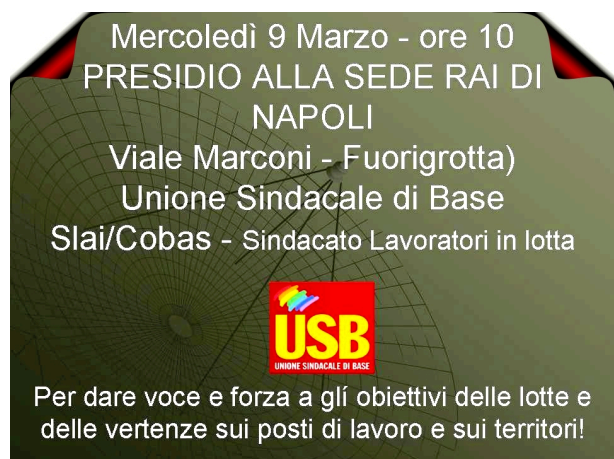 Mercoledì 9 Marzo - ore 10
PRESIDIO ALLA SEDE RAI DI
NAPOLI
Viale Marconi - Fuorigrotta)
Unione Sindacale di Base
Slai/Cobas - Sindacato Lavoratori in lotta
USB
UNIONE SINDACALE DI BASE
Per dare voce e forza a glí obiettivi delle lotte e
delle vertenze sui posti di lavoro e sui territori!